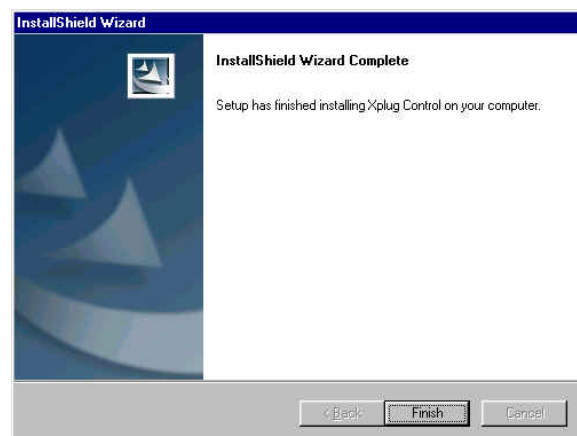 InstallShield Wizard
InstallShield Wizard Complete
Setup has finished installing Xplug Control on your computer.
< Back
Finish
Cancel